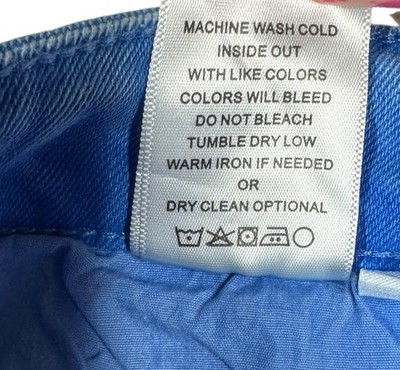 MACHINE WASH COLD
INSIDE OUT
WITH LIKE COLORS
COLORS WILL BLEED
DO NOT BLEACH
TUMBLE DRY LOW
WARM IRON IF NEEDED
OR
DRY CLEAN OPTIONAL